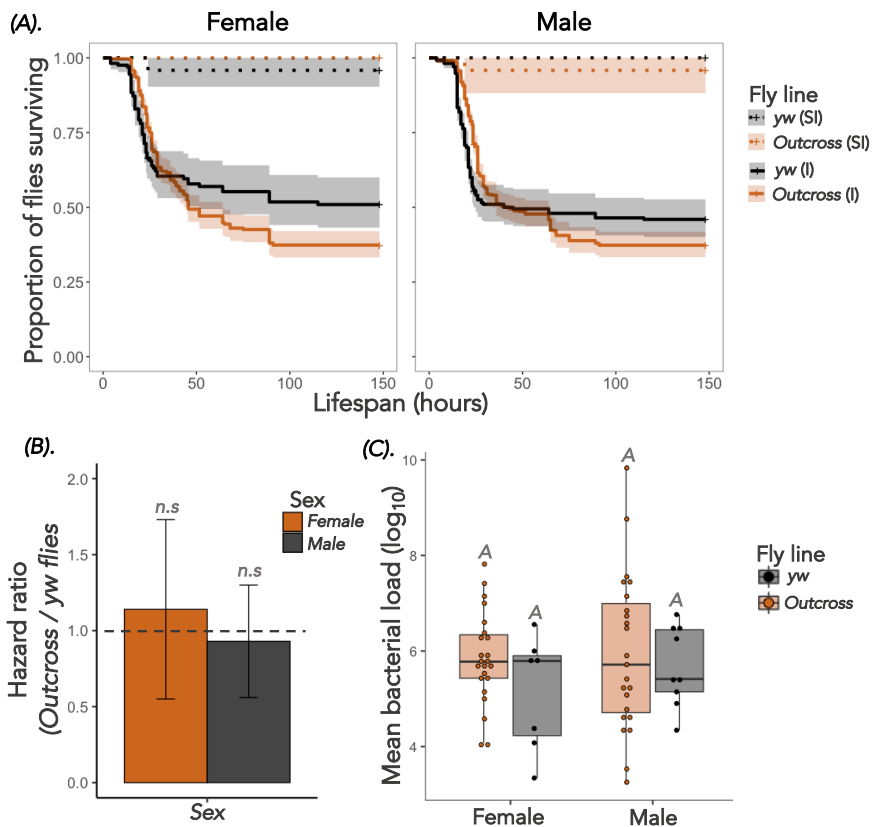 (A).
Female
Male
Proportion of flies surviving
1.00
0.75
0.50
0.25
0.00
0
50
100
150
0
50
100
150
Lifespan (hours)
Fly line
yw (SI)
Outcross (SI)
yw (I)
Outcross (I)
(B).
Hazard ratio
(Outcross / yw flies
2.0
1.5
1.0
0.5
0.0
n.s
n.s
Sex
Female
Male
Sex
(C).
Mean bacterial load (log10)
10
8
6
4
A
A
A
A
Female
Male
Fly line
yw
Outcross